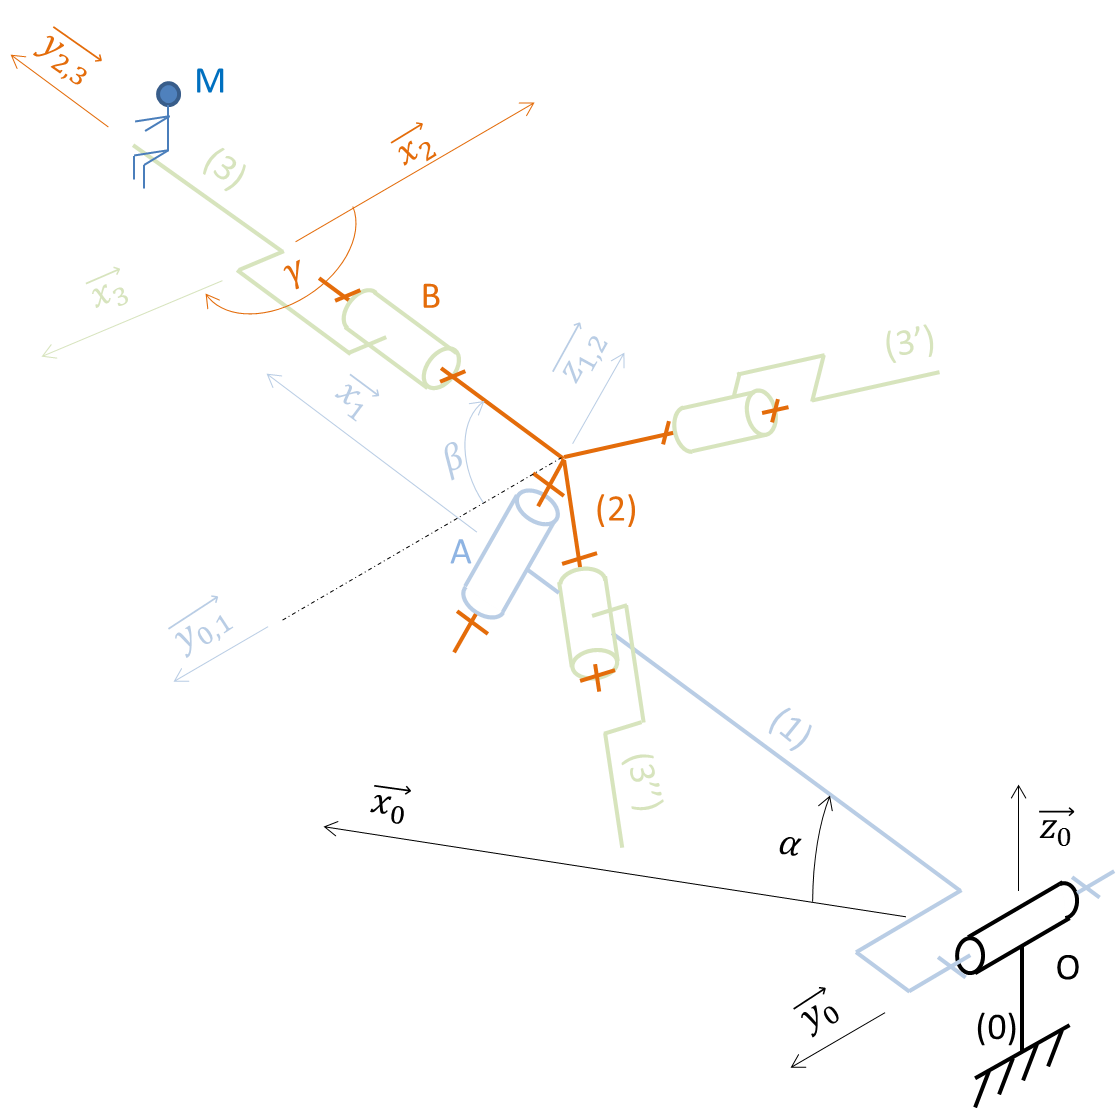 y₂,₃
M
x₂
(3)
γ
x₃
B
z₁,₂
(3')
x₁
β
(2)
A
y₀,₁
(1)
(3'')
x₀
z₀
α
O
y₀
(0)